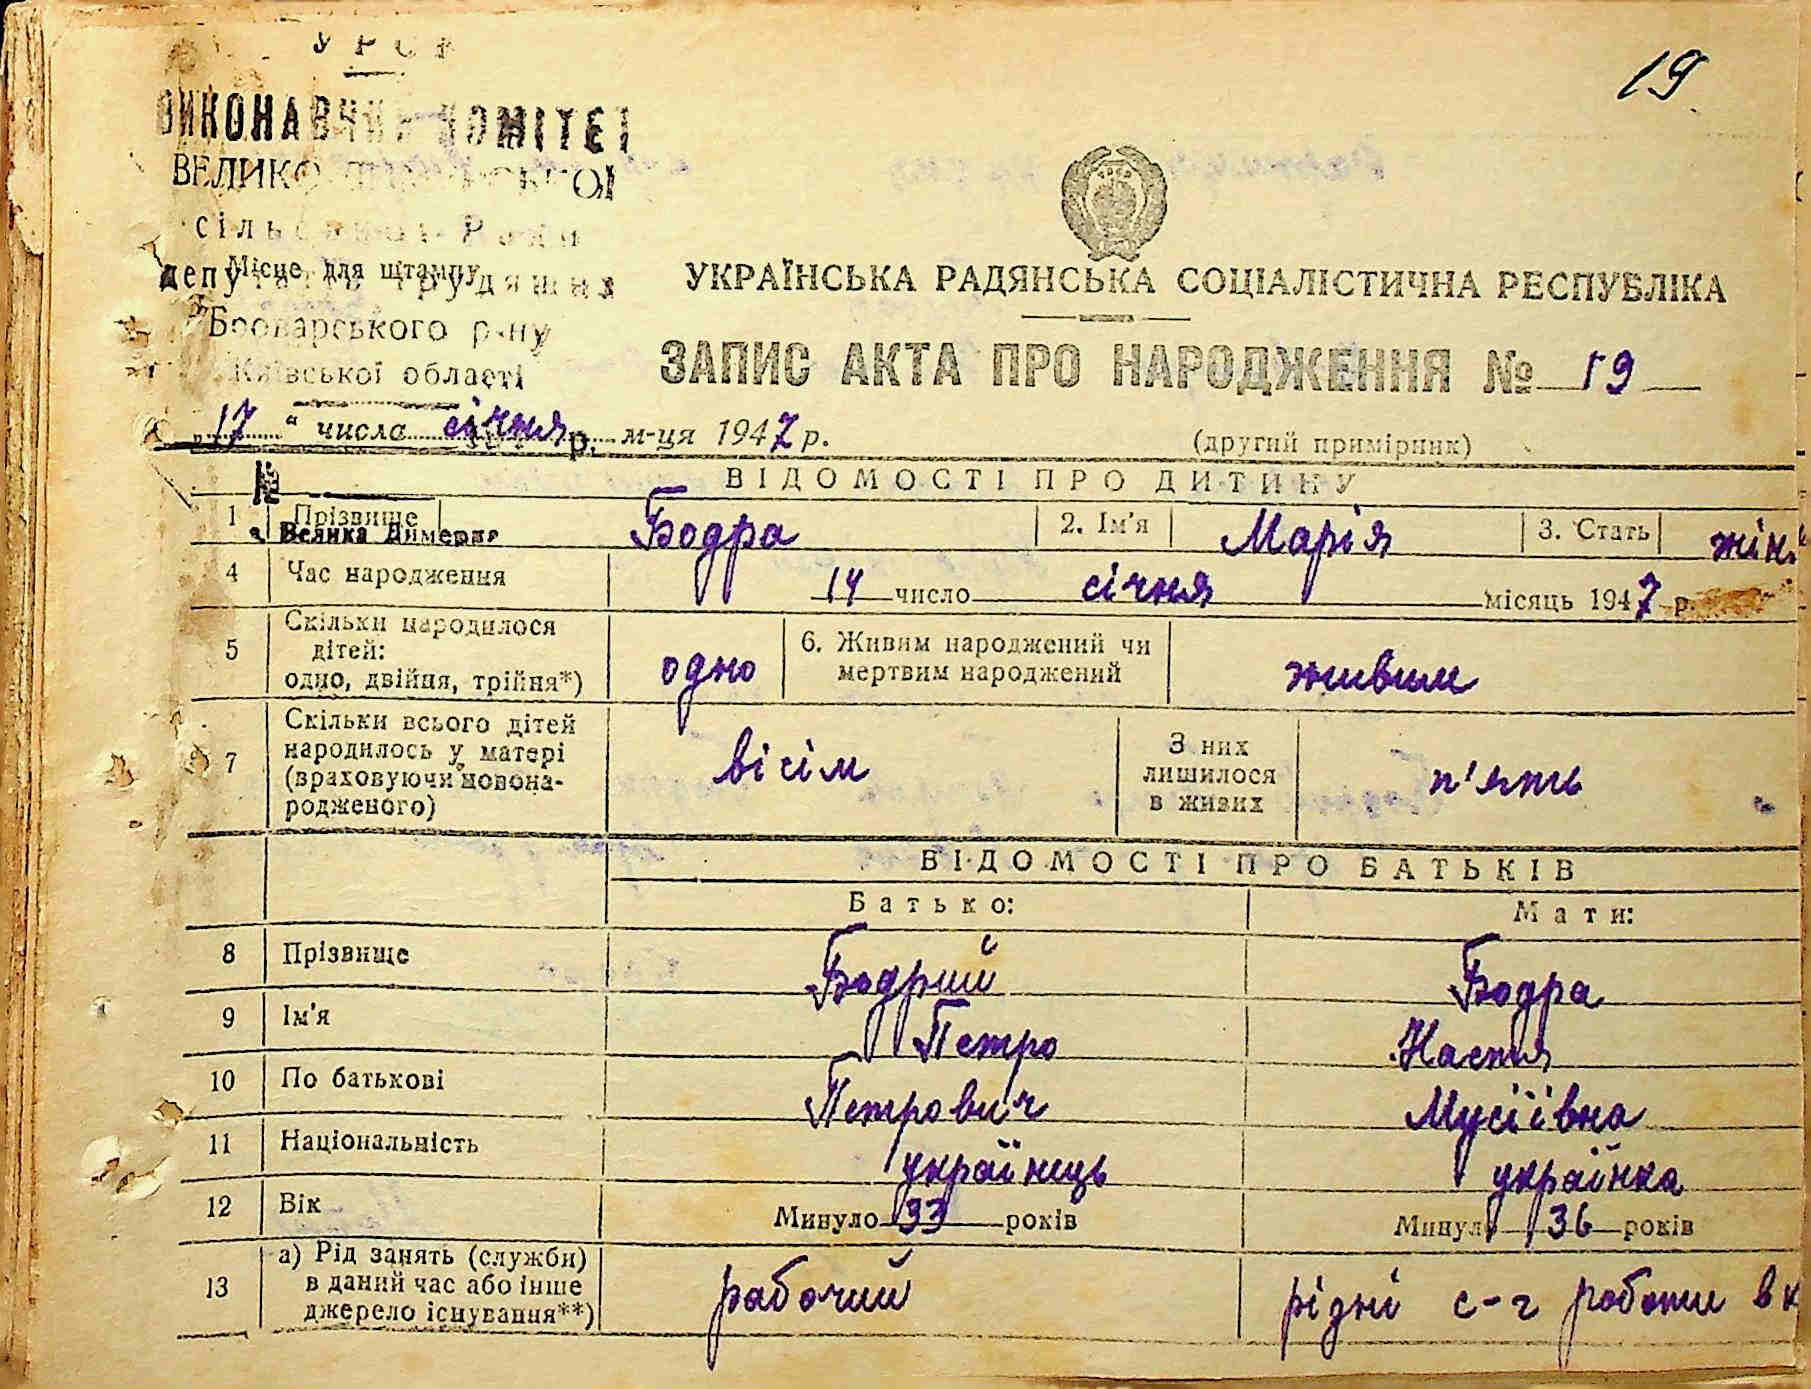 УРСР
19
ВИКОНАВЧИЙ КОМІТЕТ
сільської Ради
Місце для штампу
депутатів трудящих
Броварського р-ну
Київської області
УКРАЇНСЬКА РАДЯНСЬКА СОЦІАЛІСТИЧНА РЕСПУБЛІКА
ЗАПИС АКТА ПРО НАРОДЖЕННЯ № 19
„17“ числа січня м-ця 1947 р.
р.
(другий примірник)
№
ВІДОМОСТІ ПРО ДИТИНУ
1 Прізвище Бодра 2. Ім'я Марія 3. Стать жін.
с. Велика Димерка
4 Час народження 14 число січня місяць 1947 р.
5 Скільки народилося дітей: одно, двійня, трійня*) одно 6. Живим народжений чи мертвим народжений живим
7 Скільки всього дітей народилось у матері (враховуючи новонародженого) вісім З них лишилося в живих п'ять
ВІДОМОСТІ ПРО БАТЬКІВ
Батько: Мати:
8 Прізвище Бодрий Бодра
9 Ім'я Петро Настя
10 По батькові Петрович Мусіївна
11 Національність українець українка
12 Вік Минуло 33 років Минуло 36 років
13 а) Рід занять (служби) в даний час або інше джерело існування**) рабочий різні с-г роботи в к